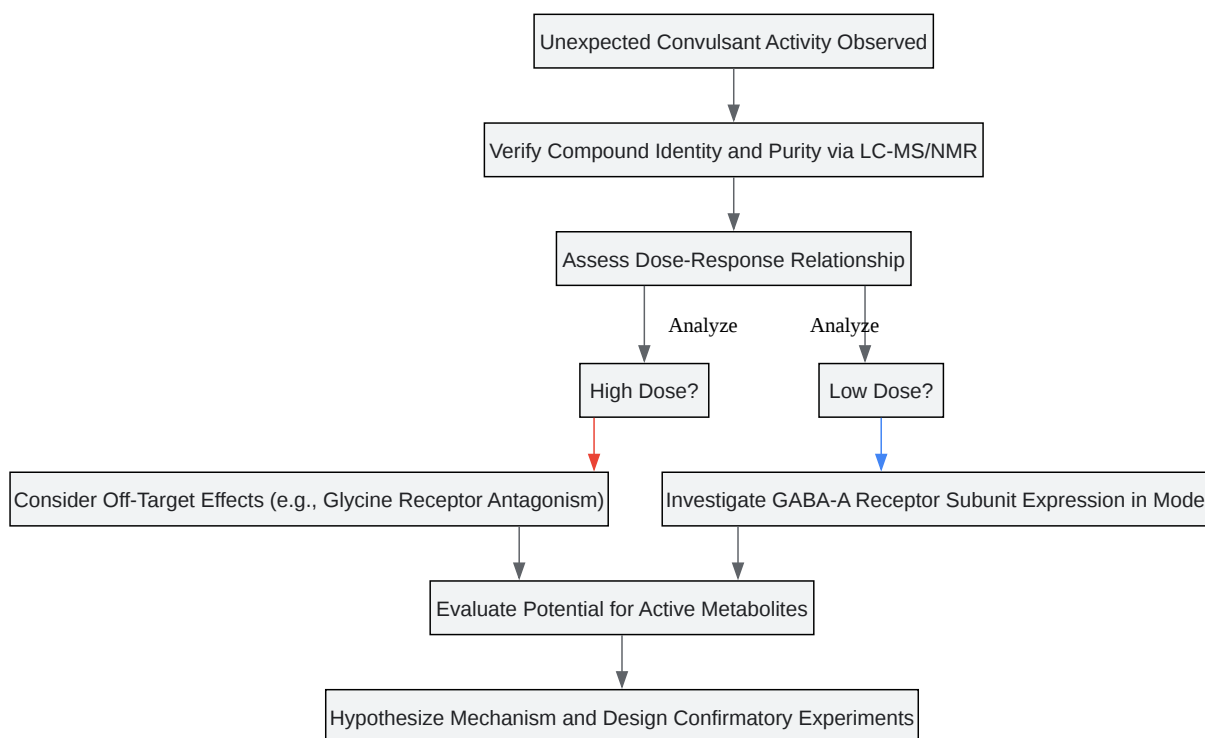 Unexpected Convulsant Activity Observed
Verify Compound Identity and Purity via LC-MS/NMR
Assess Dose-Response Relationship
Analyze
Analyze
High Dose?
Low Dose?
Consider Off-Target Effects (e.g., Glycine Receptor Antagonism)
Investigate GABA-A Receptor Subunit Expression in Mode
Evaluate Potential for Active Metabolites
Hypothesize Mechanism and Design Confirmatory Experiments